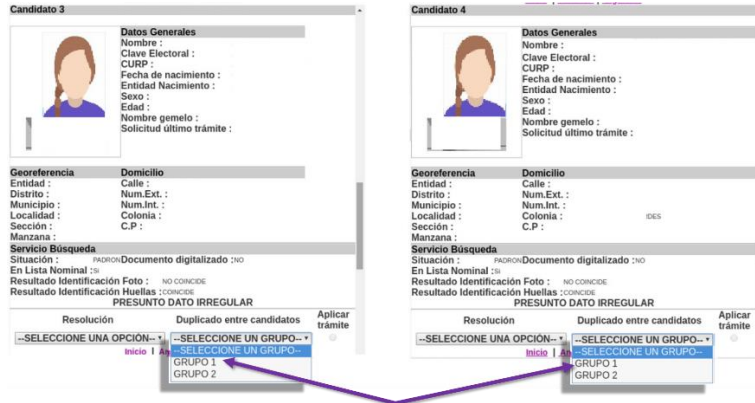 Candidato 3
Datos Generales
Nombre :
Clave Electoral :
CURP :
Fecha de nacimiento :
Entidad Nacimiento :
Sexo :
Edad :
Nombre gemelo :
Solicitud último trámite :
Georeferencia Domicilio
Entidad : Calle :
Distrito : Num.Ext. :
Municipio : Num.Int. :
Localidad : Colonia :
Sección : C.P :
Manzana :
Servicio Búsqueda
Situación : PADRON Documento digitalizado :NO
En Lista Nominal :SI
Resultado Identificación Foto : NO COINCIDE
Resultado Identificación Huellas :COINCIDE
PRESUNTO DATO IRREGULAR
Resolución Duplicado entre candidatos Aplicar trámite
--SELECCIONE UNA OPCIÓN-- --SELECCIONE UN GRUPO--
Inicio | --SELECCIONE UN GRUPO--
GRUPO 1
GRUPO 2
Candidato 4
Datos Generales
Nombre :
Clave Electoral :
CURP :
Fecha de nacimiento :
Entidad Nacimiento :
Sexo :
Edad :
Nombre gemelo :
Solicitud último trámite :
Georeferencia Domicilio
Entidad : Calle :
Distrito : Num.Ext. :
Municipio : Num.Int. :
Localidad : Colonia : IDES
Sección : C.P :
Manzana :
Servicio Búsqueda
Situación : PADRON Documento digitalizado :NO
En Lista Nominal :SI
Resultado Identificación Foto : NO COINCIDE
Resultado Identificación Huellas :COINCIDE
PRESUNTO DATO IRREGULAR
Resolución Duplicado entre candidatos Aplicar trámite
--SELECCIONE UNA OPCIÓN-- --SELECCIONE UN GRUPO--
Inicio | --SELECCIONE UN GRUPO--
GRUPO 1
GRUPO 2